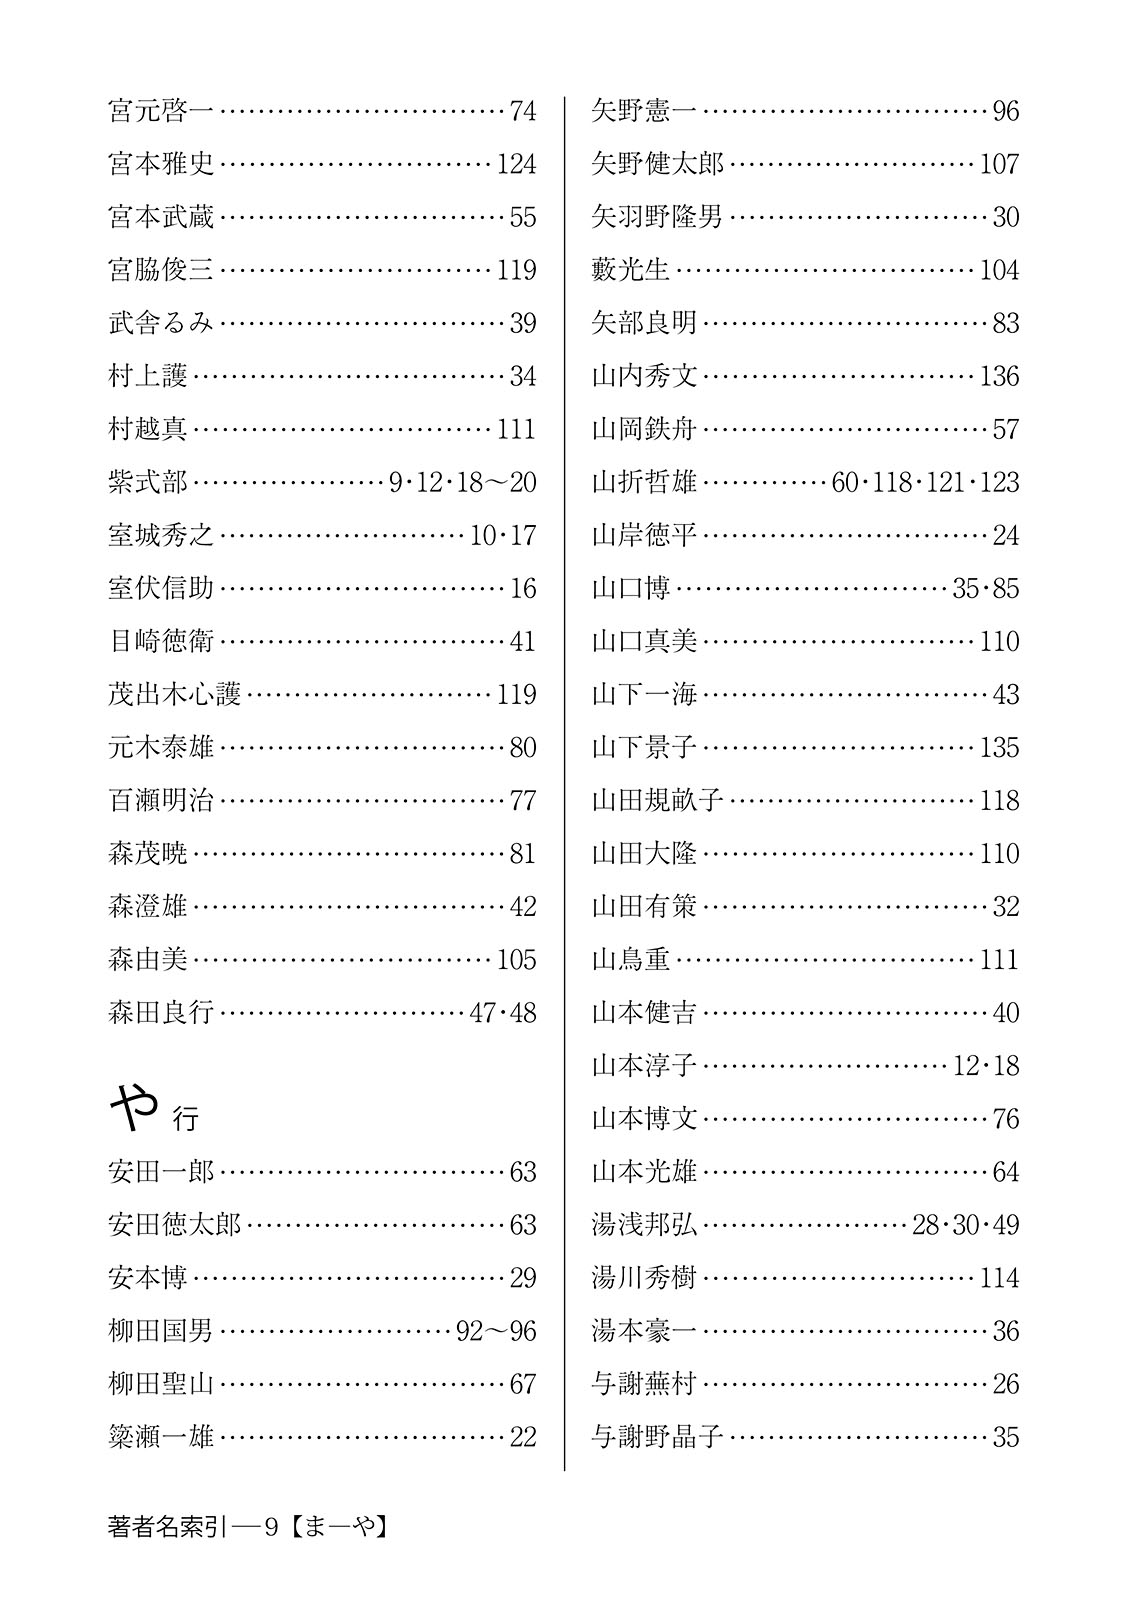 宮元啓一……………………………74
宮本雅史……………………………124
宮本武蔵……………………………55
宮脇俊三……………………………119
武舎るみ……………………………39
村上護……………………………34
村越真……………………………111
紫式部…………………9・12・18～20
室城秀之………………………10・17
室伏信助……………………………16
目崎徳衛……………………………41
茂出木心護………………………119
元木泰雄……………………………80
百瀬明治……………………………77
森茂暁……………………………81
森澄雄……………………………42
森由美……………………………105
森田良行………………………47・48
や 行
安田一郎……………………………63
安田徳太郎…………………………63
安本博……………………………29
柳田国男………………………92～96
柳田聖山……………………………67
簗瀬一雄……………………………22
矢野憲一……………………………96
矢野健太郎………………………107
矢羽野隆男…………………………30
藪光生……………………………104
矢部良明……………………………83
山内秀文…………………………136
山岡鉄舟……………………………57
山折哲雄…………60・118・121・123
山岸徳平……………………………24
山口博…………………………35・85
山口真美…………………………110
山下一海……………………………43
山下景子…………………………135
山田規畝子………………………118
山田大隆…………………………110
山田有策……………………………32
山鳥重……………………………111
山本健吉……………………………40
山本淳子………………………12・18
山本博文……………………………76
山本光雄……………………………64
湯浅邦弘…………………28・30・49
湯川秀樹…………………………114
湯本豪一……………………………36
与謝蕪村……………………………26
与謝野晶子…………………………35
著者名索引―9【まーや】